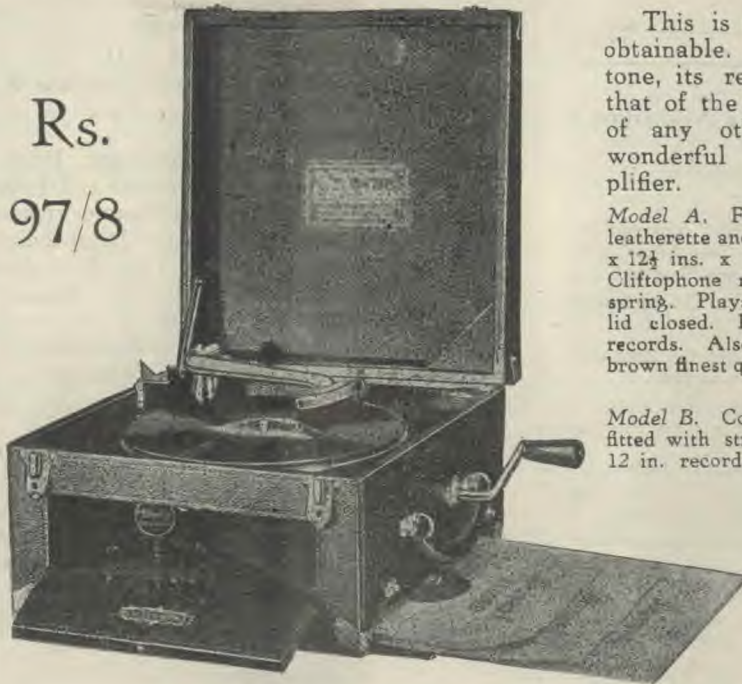 Rs.
97/8
This is
obtainable.
tone, its re
that of the
of any ot
wonderful
plifier.
Model A. F
leatherette and
x 12½ ins. x
Cliftophone r
spring. Play
lid closed. I
records. Als
brown finest q
Model B. Co
fitted with st
12 in. record